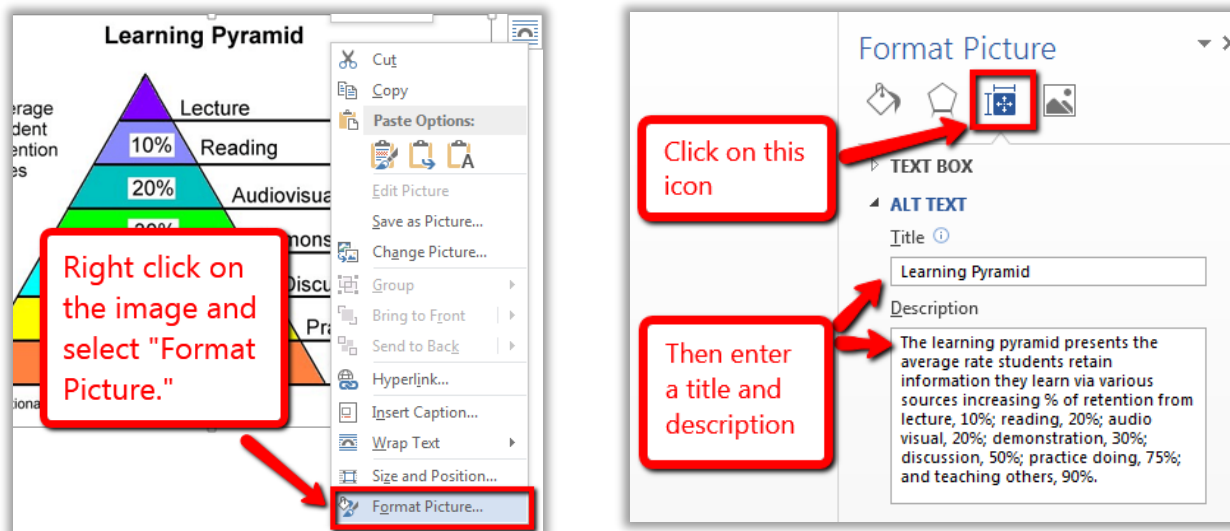 Learning Pyramid
Lecture
10%
Reading
20%
Right click on
the image and
select "Format
Picture."
Cut
Copy
Paste Options:
Edit Picture
Save as Picture...
Change Picture...
Group
Bring to Front
Send to Back
Hyperlink...
Insert Caption...
Wrap Text
Size and Position...
Format Picture...
Format Picture
Click on this
icon
TEXT BOX
ALT TEXT
Title
Learning Pyramid
Description
Then enter
a title and
description
The learning pyramid presents the
average rate students retain
information they learn via various
sources increasing % of retention from
lecture, 10%; reading, 20%; audio
visual, 20%; demonstration, 30%;
discussion, 50%; practice doing, 75%;
and teaching others, 90%.